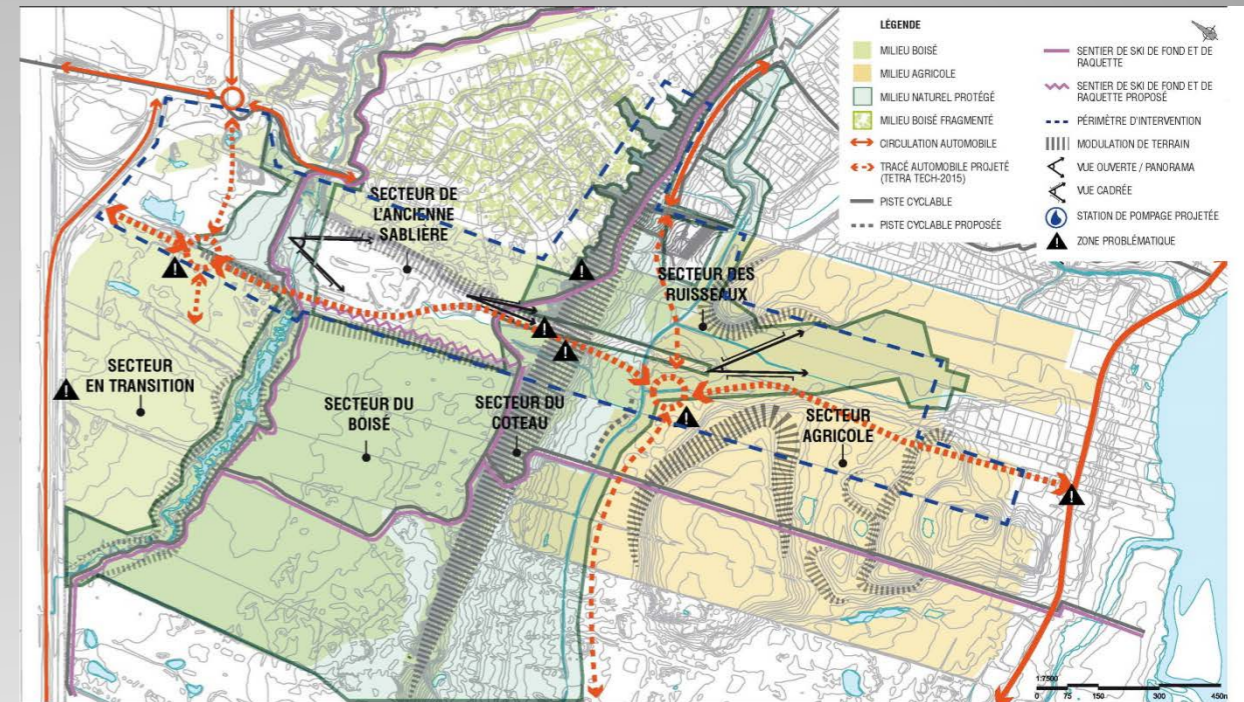 LÉGENDE
MILIEU BOISÉ
MILIEU AGRICOLE
MILIEU NATUREL PROTÉGÉ
MILIEU BOISÉ FRAGMENTÉ
CIRCULATION AUTOMOBILE
TRACÉ AUTOMOBILE PROJETÉ
(TETRA TECH-2015)
PISTE CYCLABLE
PISTE CYCLABLE PROPOSÉE
SENTIER DE SKI DE FOND ET DE
RAQUETTE
SENTIER DE SKI DE FOND ET DE
RAQUETTE PROPOSÉ
PÉRIMÈTRE D'INTERVENTION
MODULATION DE TERRAIN
VUE OUVERTE / PANORAMA
VUE CADRÉE
STATION DE POMPAGE PROJETÉE
ZONE PROBLÉMATIQUE
SECTEUR DE
L'ANCIENNE
SABLIÈRE
SECTEUR DES
RUISSEAUX
SECTEUR
EN TRANSITION
SECTEUR DU
BOISÉ
SECTEUR DU
COTEAU
SECTEUR
AGRICOLE
1:7500
0 75 150 300 450m